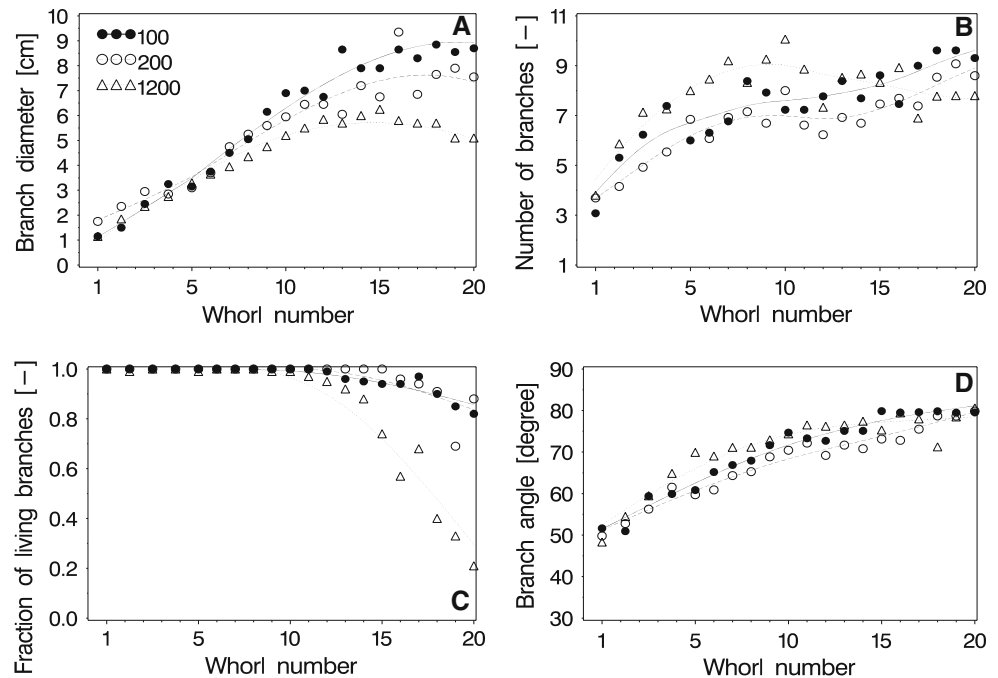 A
Branch diameter [cm]
10
9
8
7
6
5
4
3
2
1
0
100
200
1200
1 5 10 15 20
Whorl number
B
Number of branches [–]
11
9
7
5
3
1
1 5 10 15 20
Whorl number
C
Fraction of living branches [–]
1.0
0.8
0.6
0.4
0.2
0.0
1 5 10 15 20
Whorl number
D
Branch angle [degree]
90
80
70
60
50
40
30
1 5 10 15 20
Whorl number